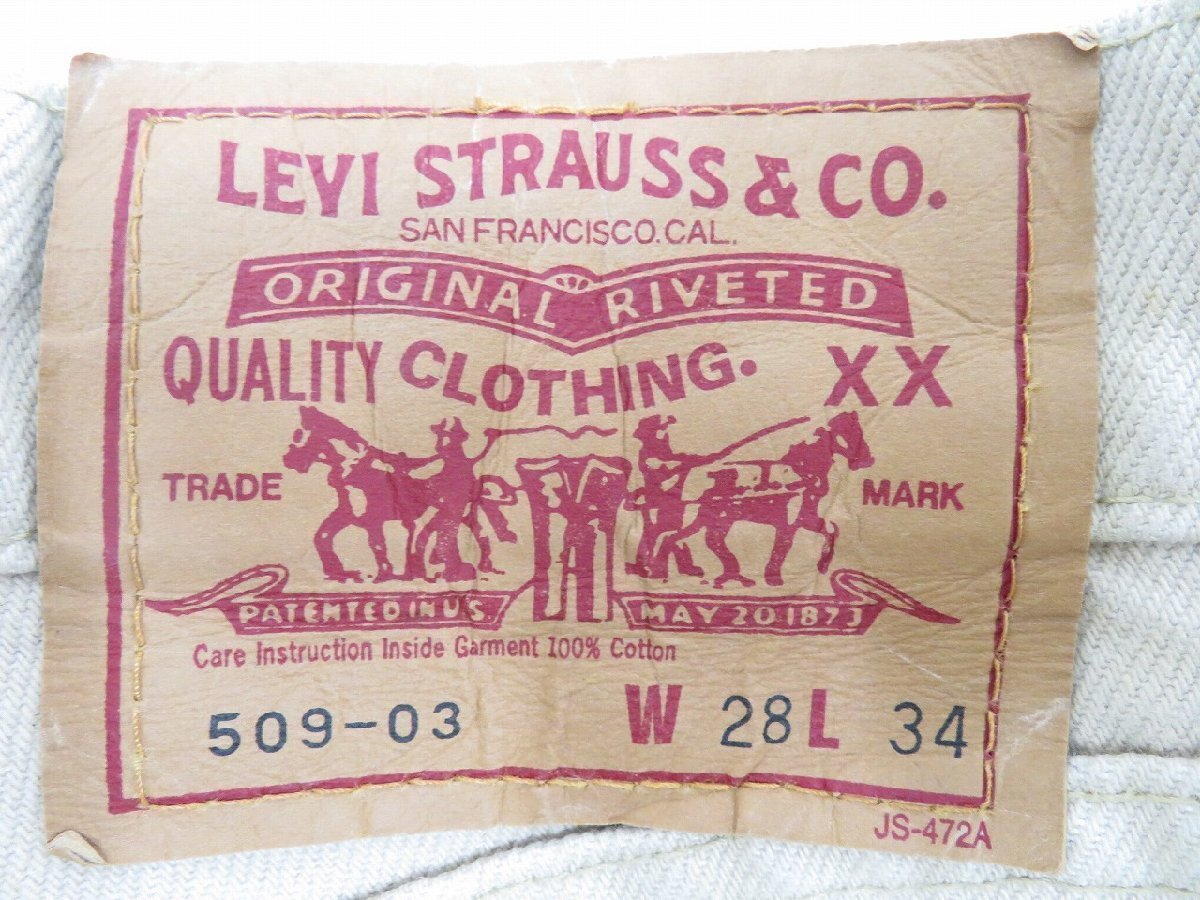 LEVI STRAUSS & CO.
SAN FRANCISCO. CAL.
ORIGINAL RIVETED
QUALITY CLOTHING. XX
TRADE MARK
PATENTED IN U.S. MAY 20 1873
Care Instruction Inside Garment 100% Cotton
509-03 W 28 L 34
JS-472A